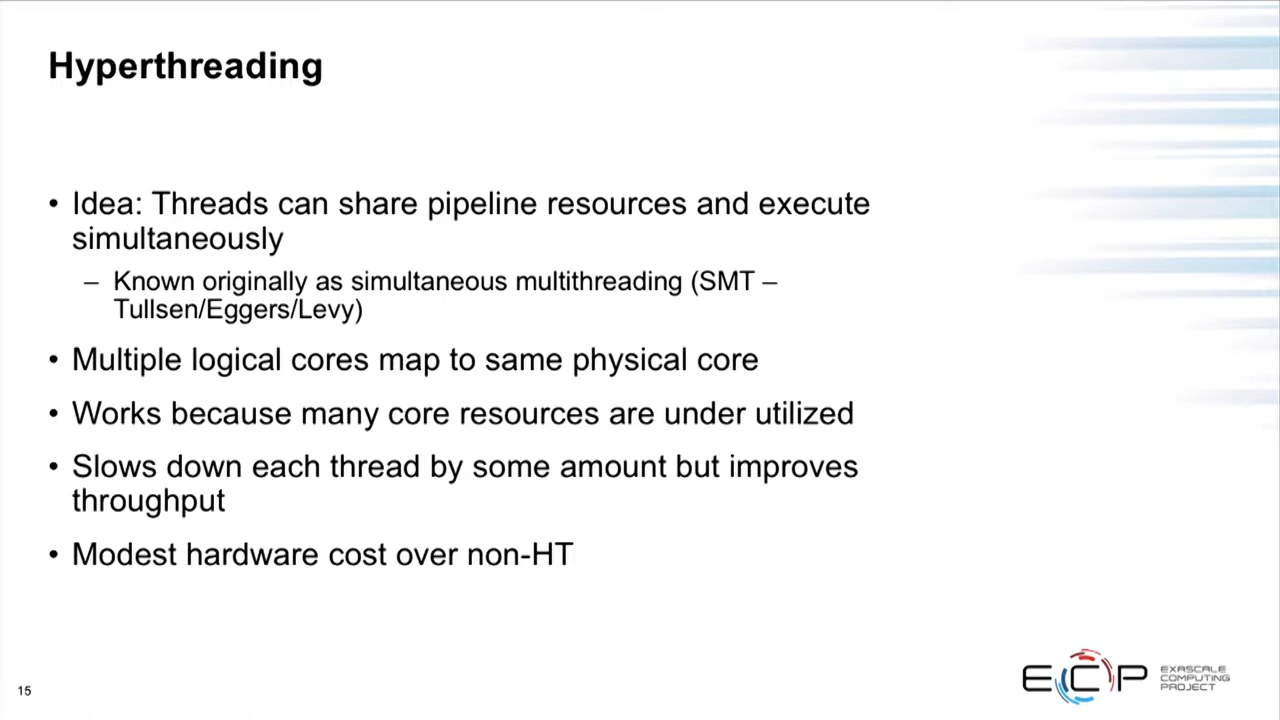 Hyperthreading
• Idea: Threads can share pipeline resources and execute
simultaneously
– Known originally as simultaneous multithreading (SMT –
Tullsen/Eggers/Levy)
• Multiple logical cores map to same physical core
• Works because many core resources are under utilized
• Slows down each thread by some amount but improves
throughput
• Modest hardware cost over non-HT
15
ECP
EXASCALE
COMPUTING
PROJECT